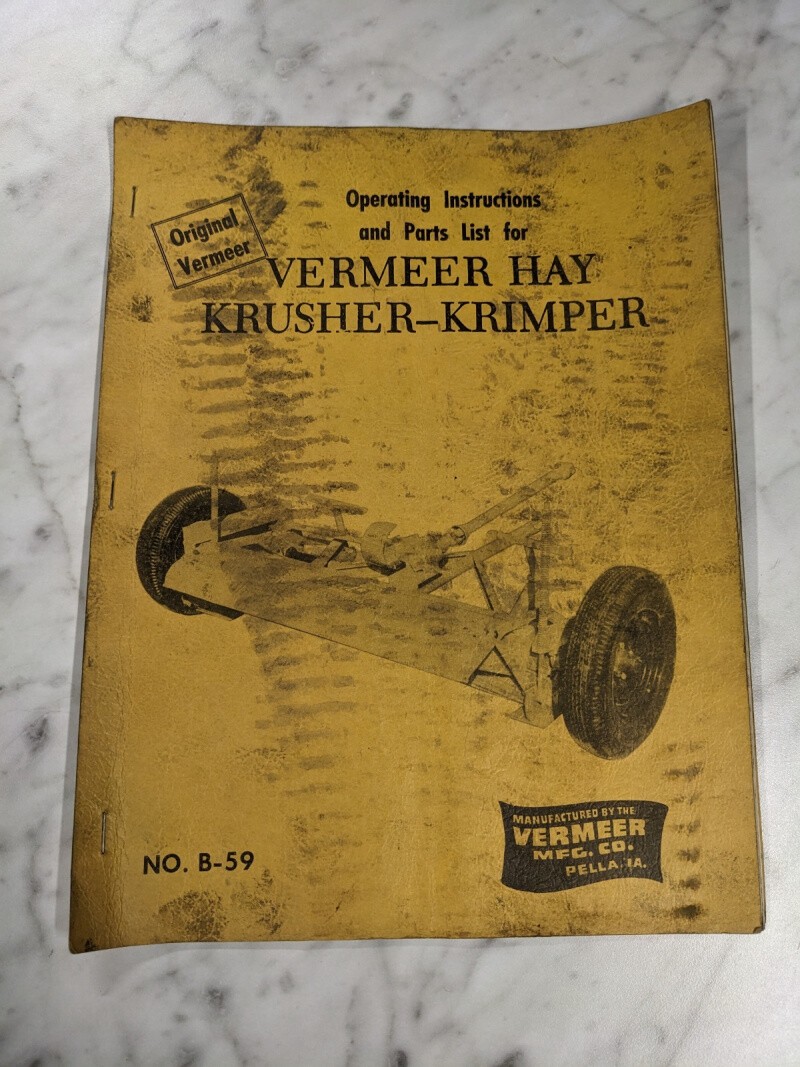 Original
Vermeer
Operating Instructions
and Parts List for
VERMEER HAY
KRUSHER–KRIMPER
MANUFACTURED BY THE
VERMEER
MFG. CO.
PELLA, IA.
NO. B-59